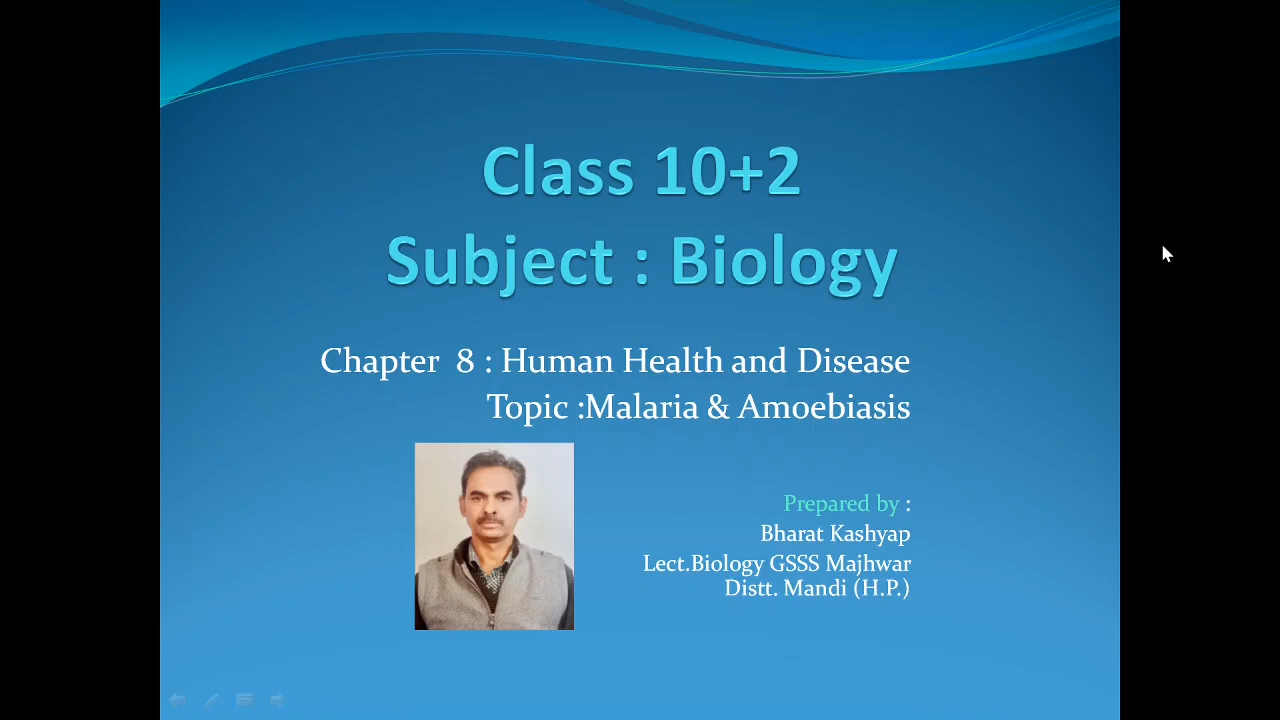 Class 10+2
Subject : Biology
Chapter 8 : Human Health and Disease
Topic :Malaria & Amoebiasis
Prepared by :
Bharat Kashyap
Lect.Biology GSSS Majhwar
Distt. Mandi (H.P.)